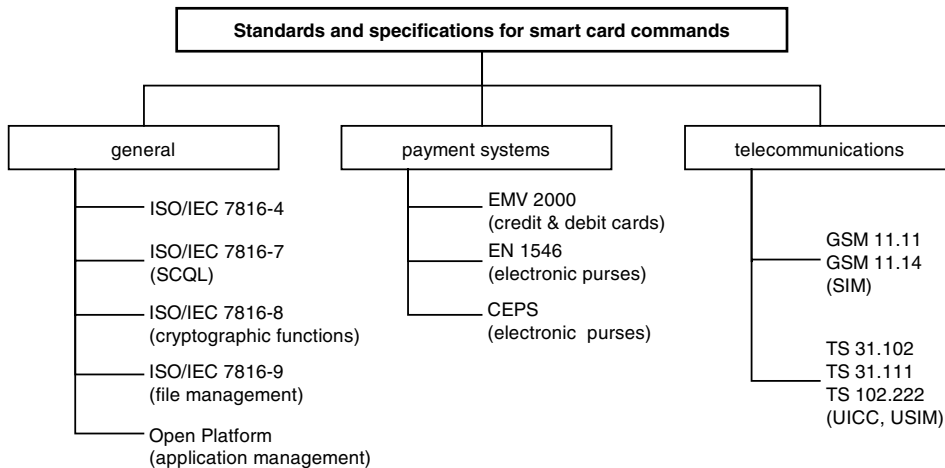 Standards and specifications for smart card commands
general
payment systems
telecommunications
ISO/IEC 7816-4
ISO/IEC 7816-7
(SCQL)
ISO/IEC 7816-8
(cryptographic functions)
ISO/IEC 7816-9
(file management)
Open Platform
(application management)
EMV 2000
(credit & debit cards)
EN 1546
(electronic purses)
CEPS
(electronic purses)
GSM 11.11
GSM 11.14
(SIM)
TS 31.102
TS 31.111
TS 102.222
(UICC, USIM)